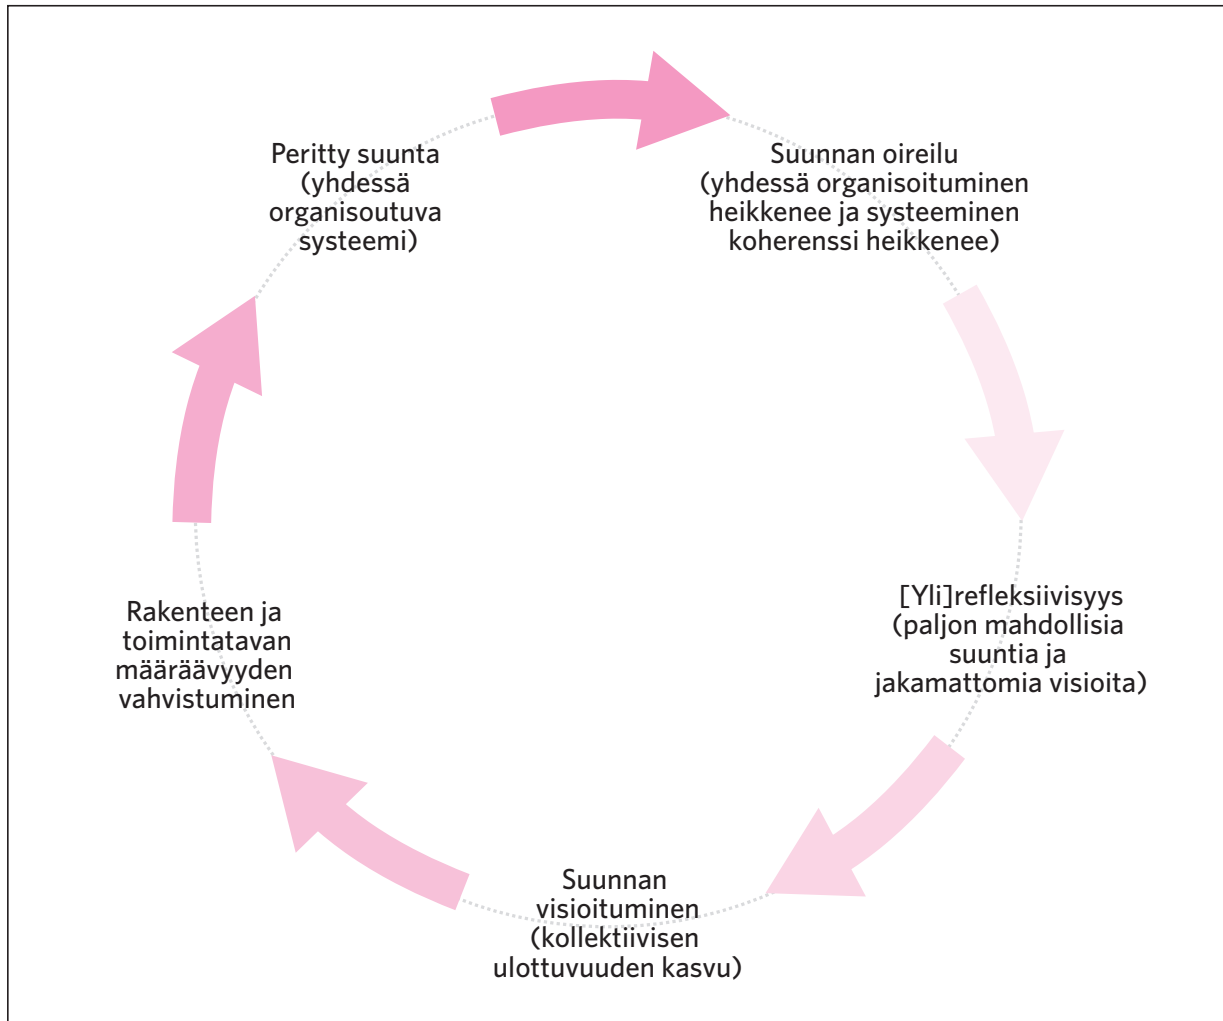 Peritty suunta
(yhdessä
organisoutuva
systeemi)
Suunnan oireilu
(yhdessä organisoituminen
heikkenee ja systeeminen
koherenssi heikkenee)
[Yli]refleksiivisyys
(paljon mahdollisia
suuntia ja
jakamattomia visioita)
Suunnan
visioituminen
(kollektiivisen
ulottuvuuden kasvu)
Rakenteen ja
toimintatavan
määräävyyden
vahvistuminen